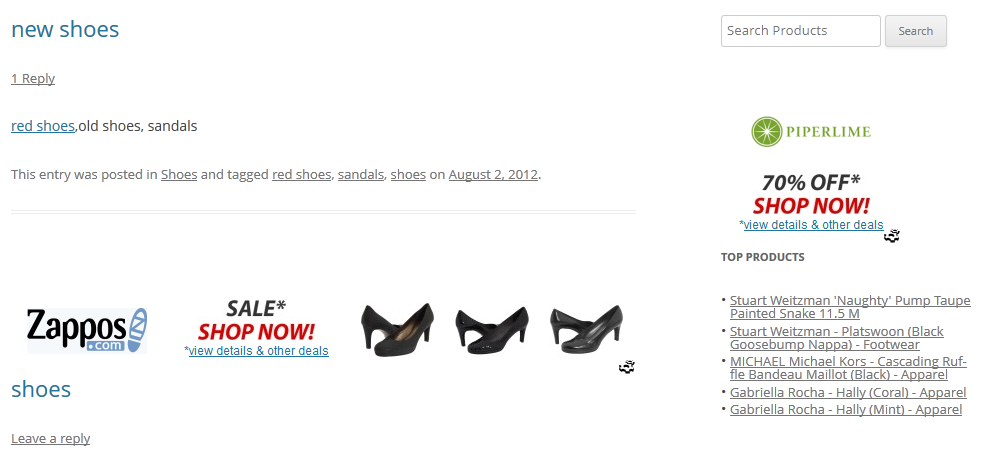 new shoes
1 Reply
red shoes,old shoes, sandals
This entry was posted in Shoes and tagged red shoes, sandals, shoes on August 2, 2012.
Zappos
.com
SALE*
SHOP NOW!
*view details & other deals
shoes
Leave a reply
Search Products
Search
PIPERLIME
70% OFF*
SHOP NOW!
*view details & other deals
TOP PRODUCTS
• Stuart Weitzman 'Naughty' Pump Taupe
Painted Snake 11.5 M
• Stuart Weitzman - Platswoon (Black
Goosebump Nappa) - Footwear
• MICHAEL Michael Kors - Cascading Ruf-
fle Bandeau Maillot (Black) - Apparel
• Gabriella Rocha - Hally (Coral) - Apparel
• Gabriella Rocha - Hally (Mint) - Apparel